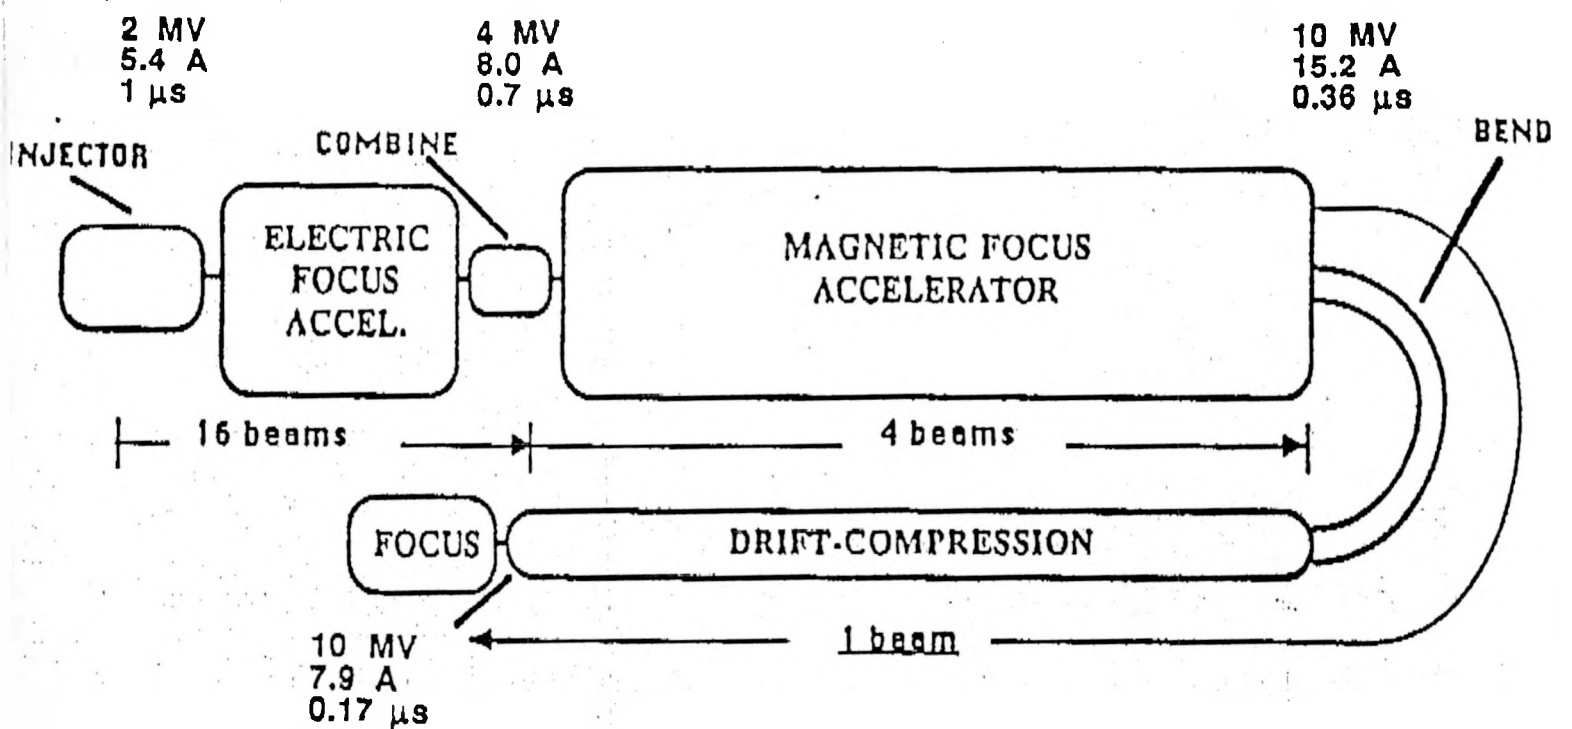 2 MV
5.4 A
1 µs
4 MV
8.0 A
0.7 µs
10 MV
15.2 A
0.36 µs
INJECTOR
COMBINE
BEND
ELECTRIC
FOCUS
ACCEL.
MAGNETIC FOCUS
ACCELERATOR
16 beams
4 beams
FOCUS
DRIFT-COMPRESSION
1 beam
10 MV
7.9 A
0.17 µs